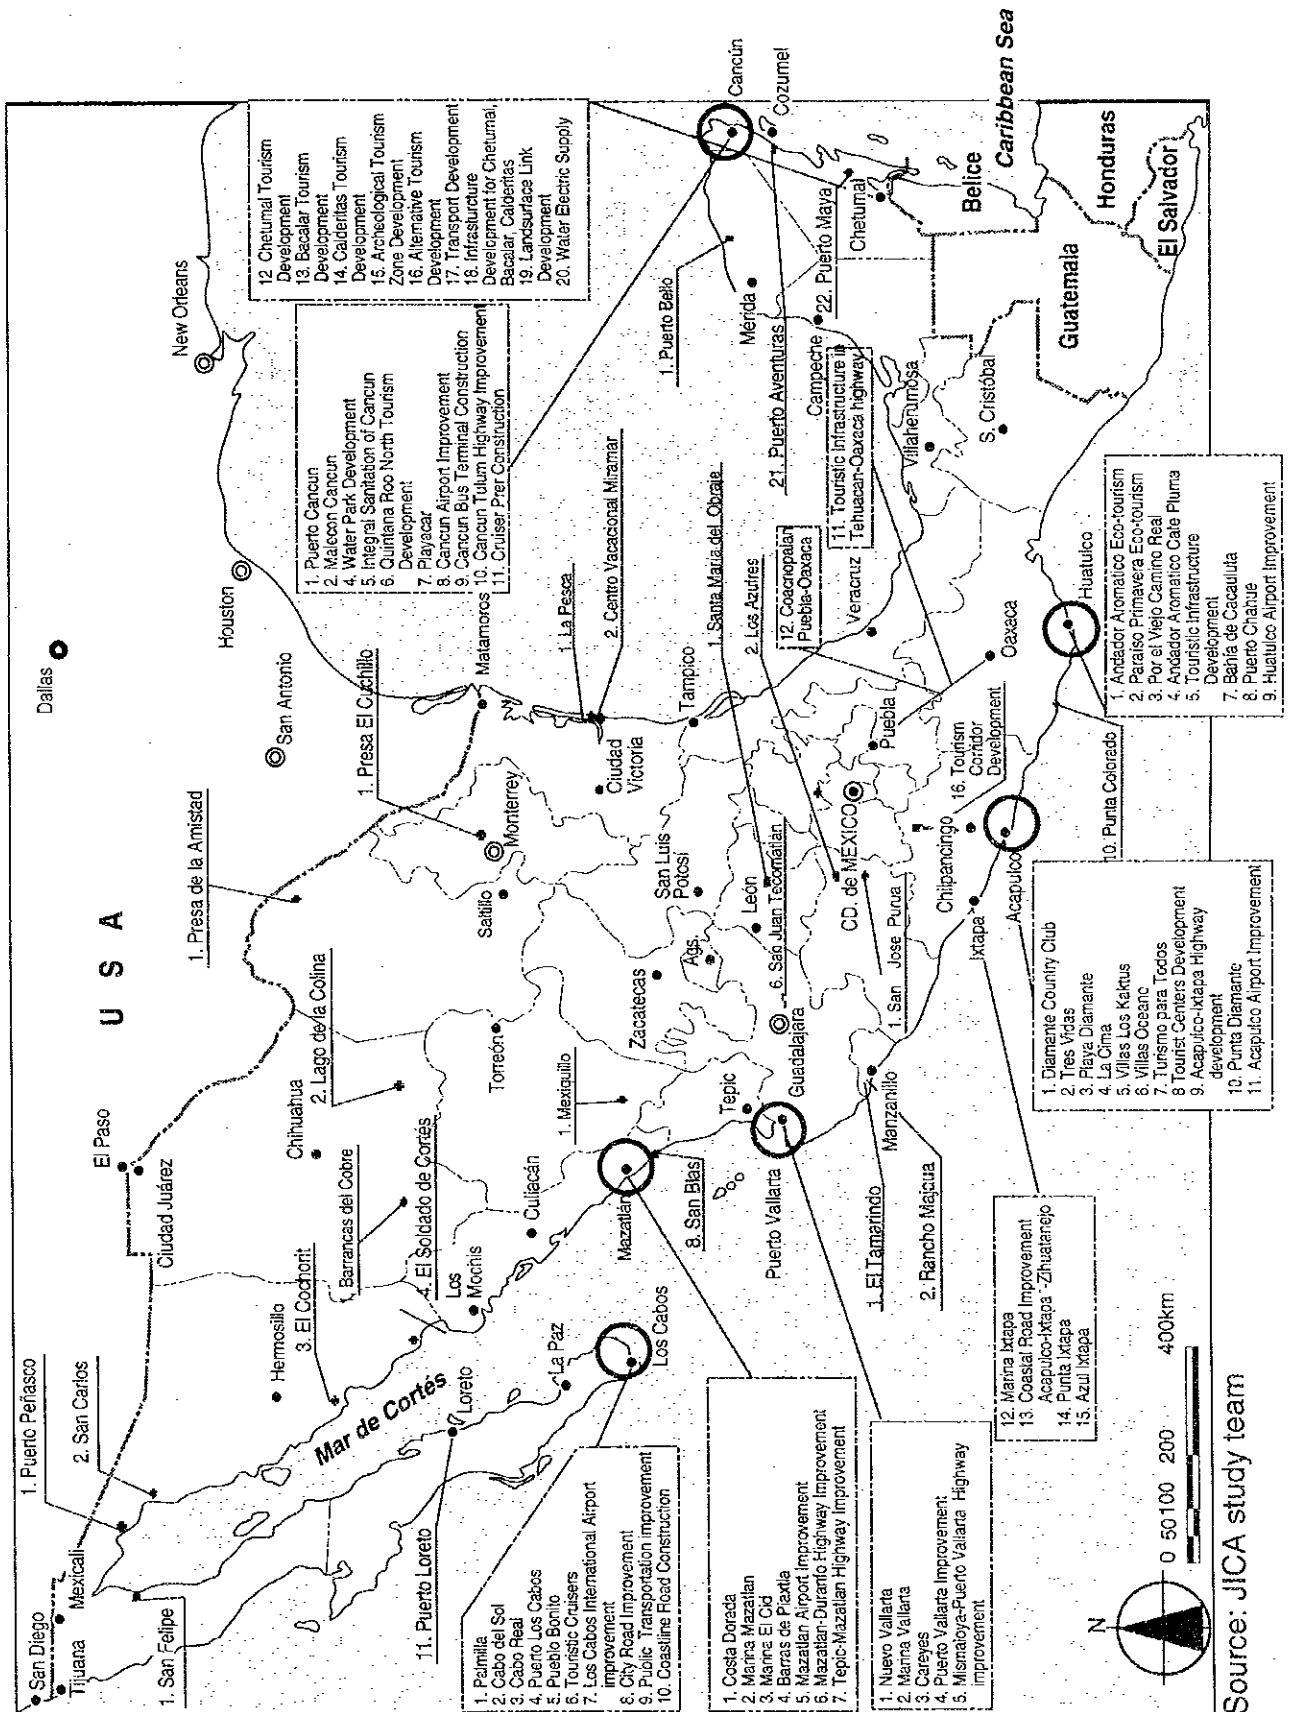 U S A
Dallas
New Orleans
Houston
San Antonio
El Paso
Ciudad Juárez
San Diego
Tijuana
Mexicali
1. Puerto Peñasco
2. San Carlos
1. San Felipe
Hermosillo
3. El Cochorit
Chihuahua
2. Lago de la Colina
1. Barrancas del Cobre
4. El Soldado de Cortés
1. Presa de la Amistad
1. Presa El Cuchillo
Matamoros
Monterrey
Saltillo
Torreón
Los
Mochis
Culiacán
1. Mexiquillo
Mar de Cortés
Loreto
11. Puerto Loreto
La Paz
Los Cabos
Mazatlán
8. San Blas
Tepic
Puerto Vallarta
Guadalajara
Zacatecas
Ags.
San Luis
Potosí
León
6. Sab Juan Tecomatlán
Ciudad
Victoria
1. La Pesca
2. Centro Vacacional Miramar
Tampico
1. Santa Maria del Obraje
2. Los Azufres
CD. de MEXICO
1. San Jose Purua
Manzanillo
1. El Tamarindo
2. Rancho Majcua
Puebla
Veracruz
Oaxaca
Chilpancingo
Ixtapa
Acapulco
16. Tourism
Corridor
Development
10. Punta Colorado
Huatulco
12. Coacnopalan
Puebla-Oaxaca
11. Touristic Infrastructure in
Tehuacan-Oaxaca highway
Villahermosa
S. Cristóbal
Campeche
Mérida
1. Puerto Bello
21. Puerto Aventuras
22. Puerto Maya
Chetumal
Cancún
Cozumel
Caribbean Sea
Belice
Guatemala
Honduras
El Salvador
12 Chetumal Tourism
Development
13. Bacalar Tourism
Development
14. Calderitas Tourism
Development
15. Archeological Tourism
Zone Development
16. Alternative Tourism
Development
17. Transport Development
18. Infrasturcture
Development for Chetumal,
Bacalar, Calderitas
19. Landsurface Link
Development
20. Water Electric Supply
1. Puerto Cancun
2. Malecon Cancun
4. Water Park Development
5. Integral Sanitation of Cancun
6. Quintana Roo North Tourism
Development
7. Playacar
8. Cancun Airport Improvement
9. Cancun Bus Terminal Construction
10. Cancun Tulum Highway Improvement
11. Cruiser Prer Construction
1. Andador Aromatico Eco-tourism
2. Paraiso Primavera Eco-tourism
3. Por el Viejo Camino Real
4. Andador Aromatico Cafe Pluma
5. Touristic Infrastructure
Development
7. Bahia de Cacauluta
8. Puerto Chahue
9. Huatulco Airport Improvement
1. Diamante Country Club
2. Tres Vidas
3. Playa Diamante
4. La Cima
5. Villas Los Kaktus
6. Villas Oceano
7. Turismo para Todos
8 Tourist Centers Development
9. Acapulco-Ixtapa Highway
development
10. Punta Diamante
11. Acapulco Airport Improvement
12. Marina Ixtapa
13. Coastal Road Improvement
Acapulco-Ixtapa -Zihuatanejo
14. Punta Ixtapa
15. Azul Ixtapa
1. Palmilla
2. Cabo del Sol
3. Cabo Real
4. Puerto Los Cabos
5. Pueblo Bonito
6. Touristic Cruisers
7. Los Cabos International Airport
improvement
8. City Road Improvement
9. Public Transportation improvement
10. Coastline Road Construction
1. Costa Dorada
2. Marina Mazatlan
3. Marina El Cid
4. Barras de Piaxtla
5. Mazatlan Airport Improvement
6. Mazatlan-Duranfo Highway Improvement
7. Tepic-Mazatlan Highway Improvement
1. Nuevo Vallarta
2. Marina Vallarta
3. Careyes
4. Puerto Vallarta Improvement
5. Mismaloya-Puerto Vallarta Highway
improvement
N
0 50 100 200 400km
Source: JICA study team